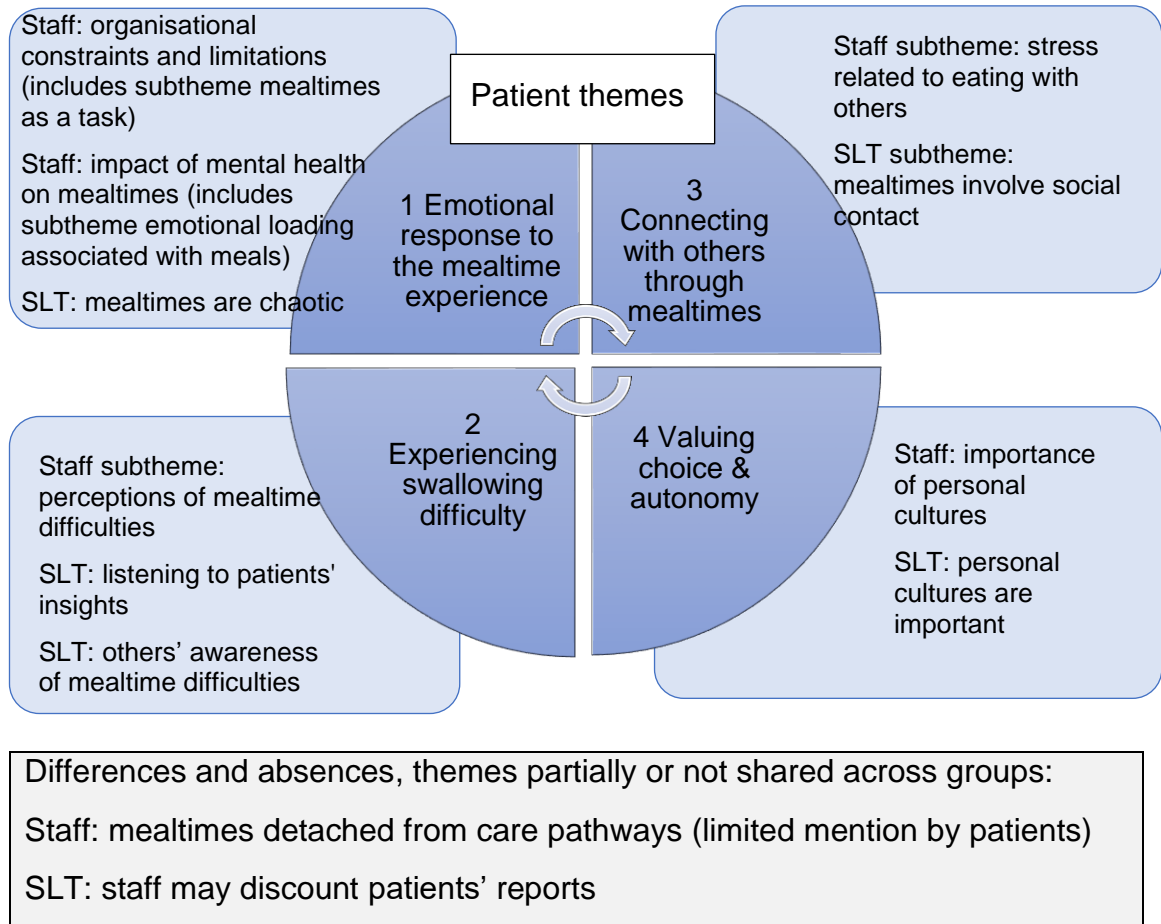 Staff: organisational
constraints and limitations
(includes subtheme mealtimes
as a task)
Staff: impact of mental health
on mealtimes (includes
subtheme emotional loading
associated with meals)
SLT: mealtimes are chaotic
Patient themes
Staff subtheme: stress
related to eating with
others
SLT subtheme:
mealtimes involve social
contact
1 Emotional
response to
the mealtime
experience
3
Connecting
with others
through
mealtimes
Staff subtheme:
perceptions of mealtime
difficulties
SLT: listening to patients'
insights
SLT: others’ awareness
of mealtime difficulties
2
Experiencing
swallowing
difficulty
4 Valuing
choice &
autonomy
Staff: importance
of personal
cultures
SLT: personal
cultures are
important
Differences and absences, themes partially or not shared across groups:
Staff: mealtimes detached from care pathways (limited mention by patients)
SLT: staff may discount patients’ reports